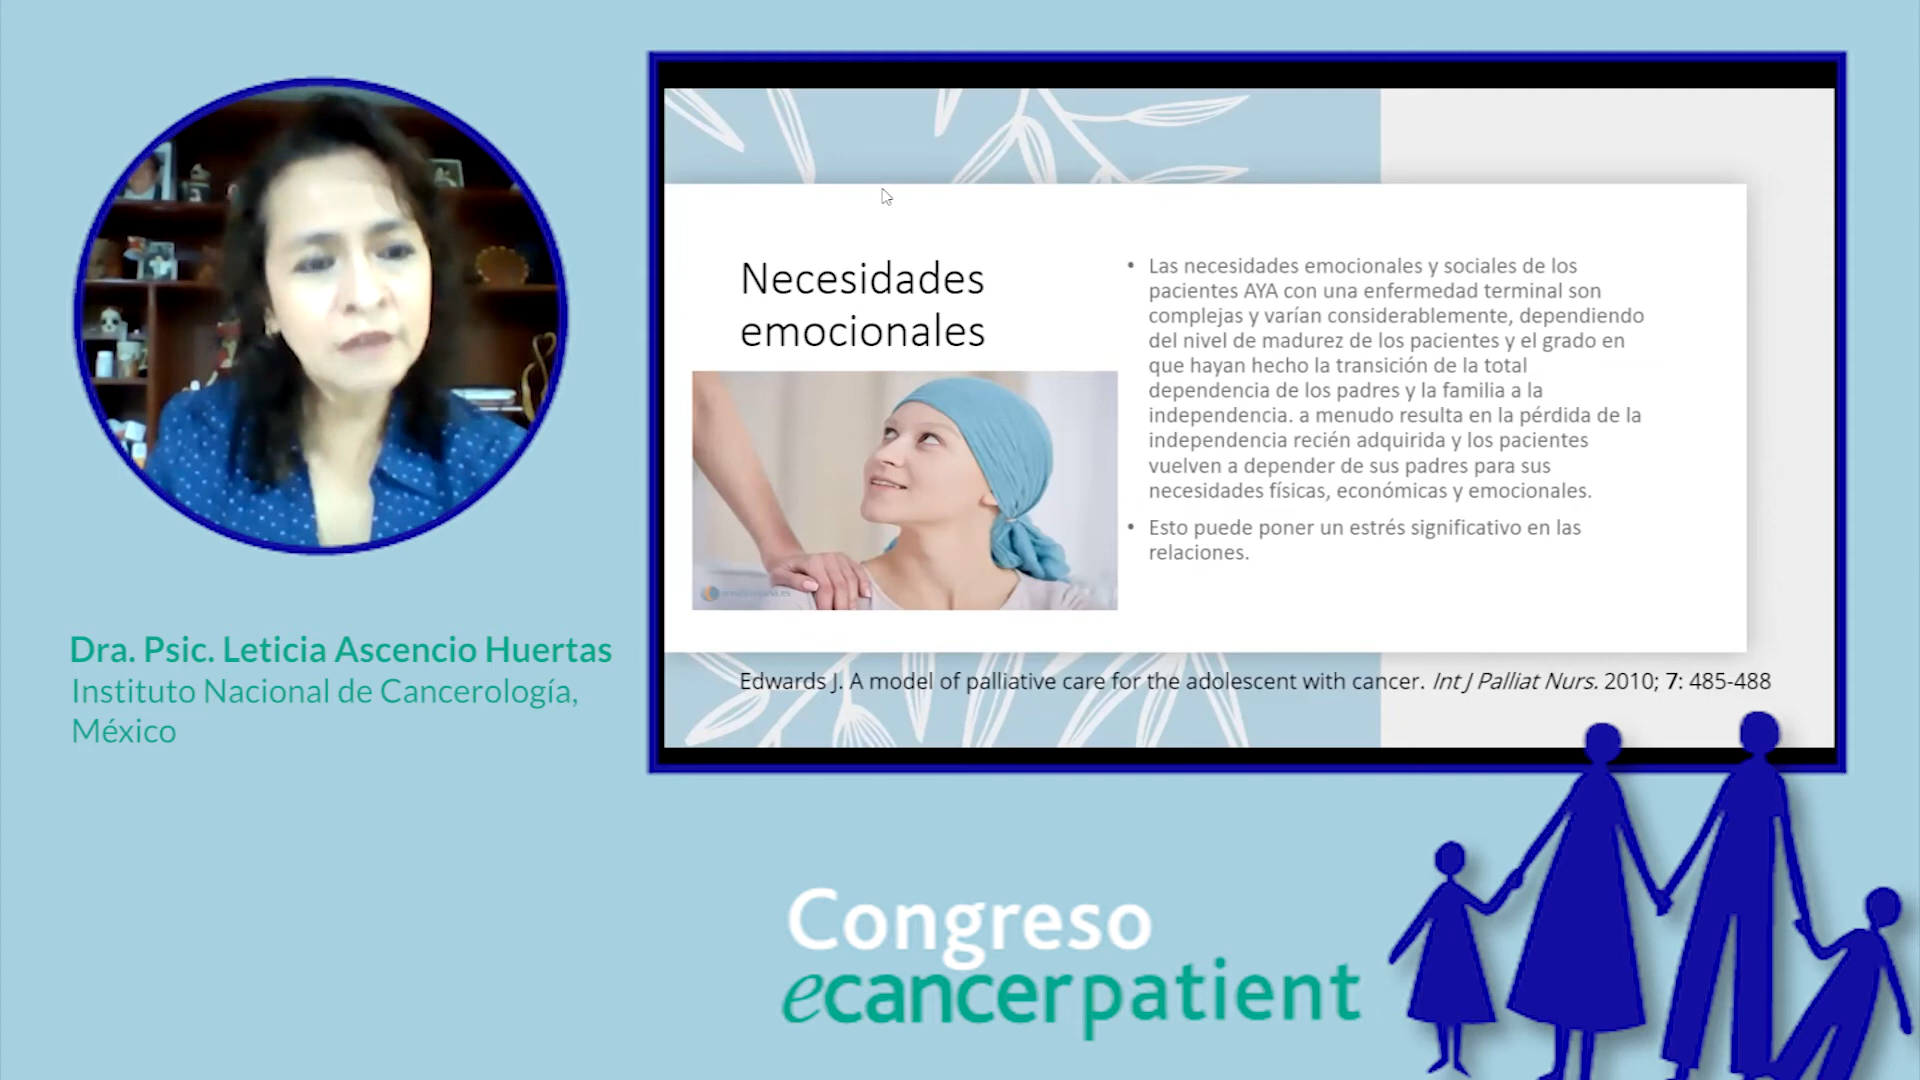 Necesidades
emocionales
• Las necesidades emocionales y sociales de los
pacientes AYA con una enfermedad terminal son
complejas y varían considerablemente, dependiendo
del nivel de madurez de los pacientes y el grado en
que hayan hecho la transición de la total
dependencia de los padres y la familia a la
independencia. a menudo resulta en la pérdida de la
independencia recién adquirida y los pacientes
vuelven a depender de sus padres para sus
necesidades físicas, económicas y emocionales.
• Esto puede poner un estrés significativo en las
relaciones.
Edwards J. A model of palliative care for the adolescent with cancer. Int J Palliat Nurs. 2010; 7: 485-488
Dra. Psic. Leticia Ascencio Huertas
Instituto Nacional de Cancerología,
México
Congreso
ecancerpatient